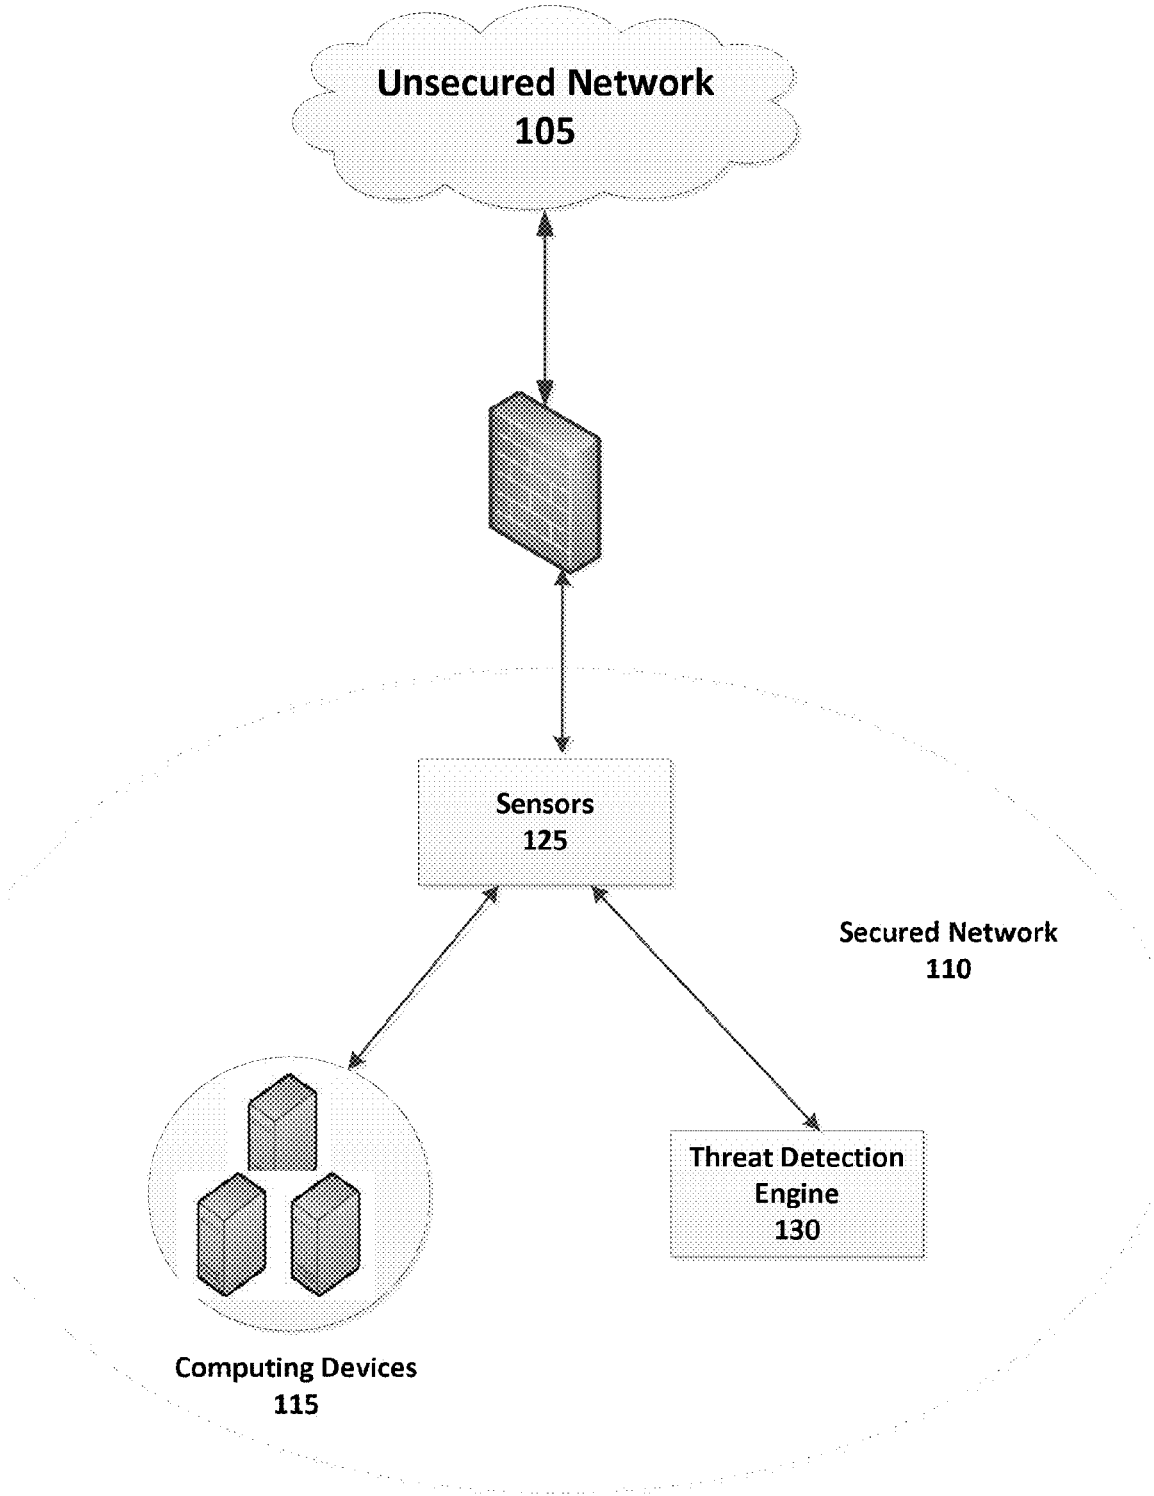 Unsecured Network
105
Sensors
125
Secured Network
110
Threat Detection
Engine
130
Computing Devices
115